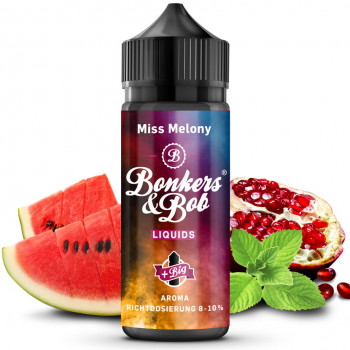 Miss Melony
B
Bonkers®
&Bob
LIQUIDS
+Big
AROMA
RICHTDOSIERUNG 8-10%